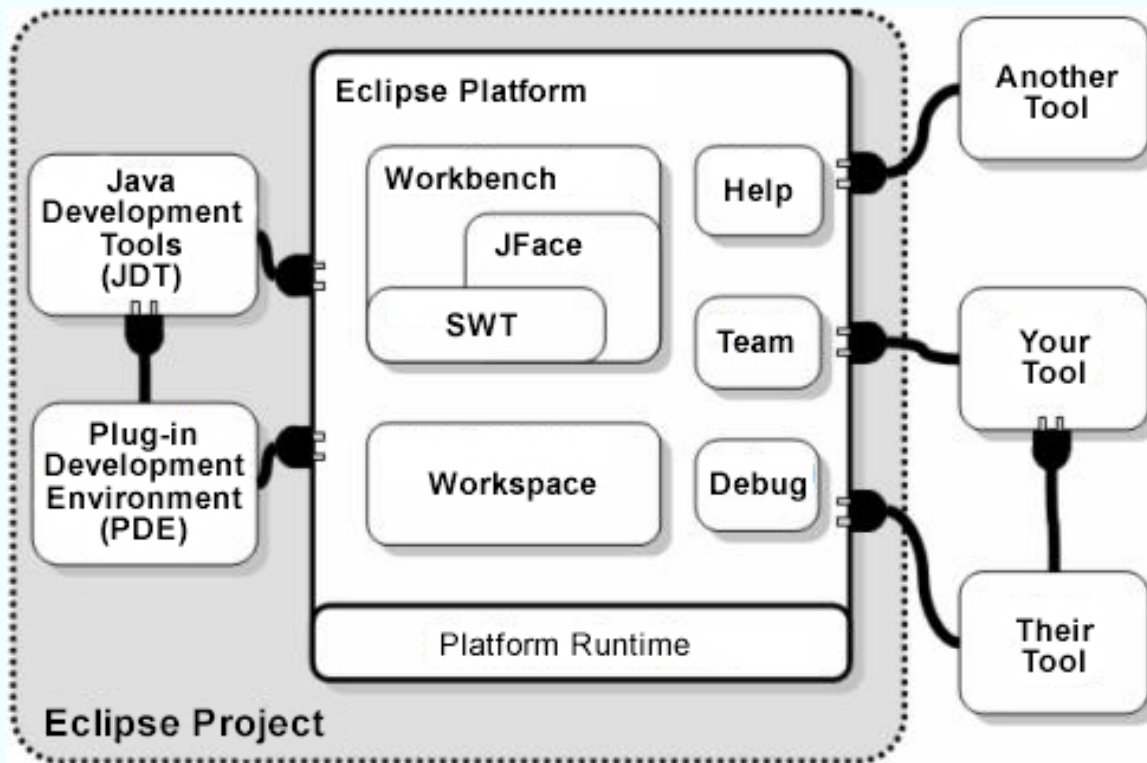 Eclipse Platform
Another
Tool
Workbench
Help
Java
Development
Tools
(JDT)
JFace
SWT
Team
Your
Tool
Plug-in
Development
Environment
(PDE)
Workspace
Debug
Platform Runtime
Their
Tool
Eclipse Project